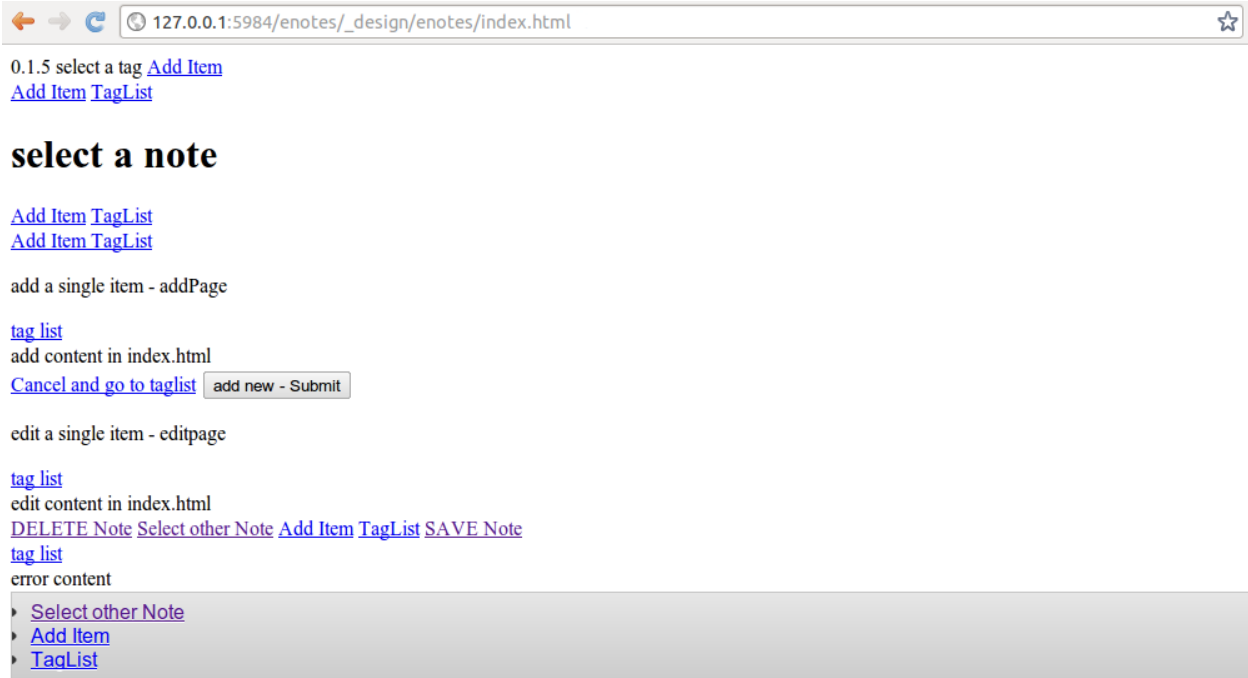 127.0.0.1:5984/enotes/_design/enotes/index.html
0.1.5 select a tag Add Item
Add Item TagList
select a note
Add Item TagList
Add Item TagList
add a single item - addPage
tag list
add content in index.html
Cancel and go to taglist add new - Submit
edit a single item - editpage
tag list
edit content in index.html
DELETE Note Select other Note Add Item TagList SAVE Note
tag list
error content
Select other Note
Add Item
TagList